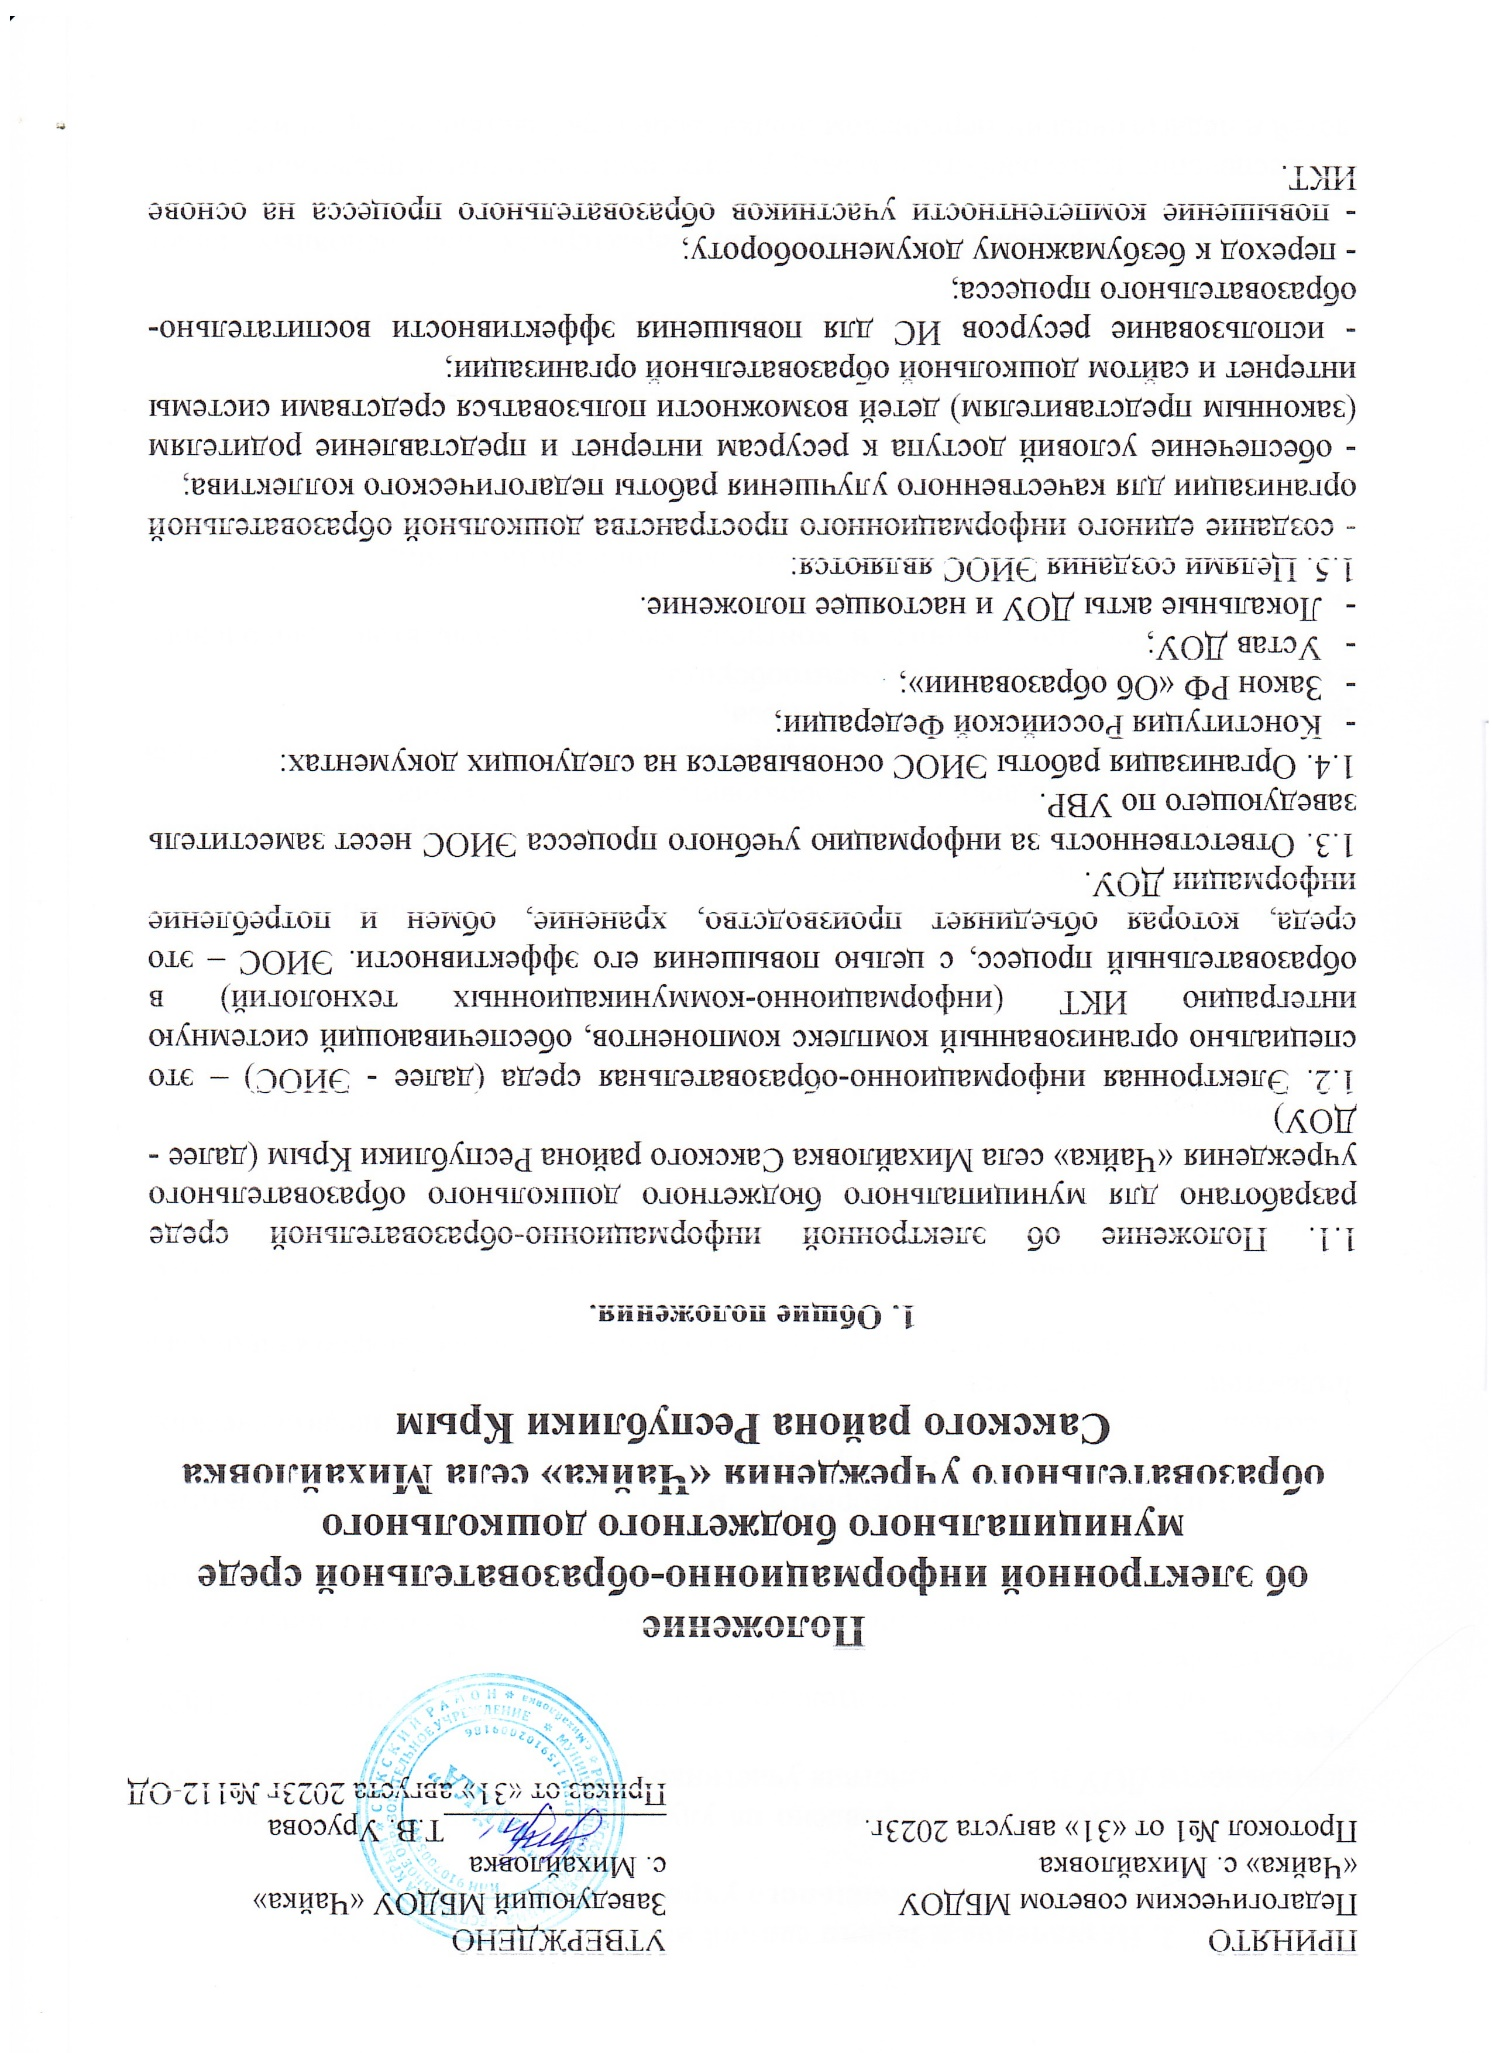 ПРИНЯТО
Педагогическим советом МБДОУ
«Чайка» с. Михайловка
Протокол №1 от «31» августа 2023г.
УТВЕРЖДЕНО
Заведующий МБДОУ «Чайка»
с. Михайловка
Т.В. Урусова
Приказ от «31» августа 2023г №112-ОД
САКСКИЙ РАЙОН
1159102009186
Положение
об электронной информационно-образовательной среде
муниципального бюджетного дошкольного
образовательного учреждения «Чайка» села Михайловка
Сакского района Республики Крым
1. Общие положения.
1.1. Положение об электронной информационно-образовательной среде
разработано для муниципального бюджетного дошкольного образовательного
учреждения «Чайка» села Михайловка Сакского района Республики Крым (далее -
ДОУ)
1.2. Электронная информационно-образовательная среда (далее - ЭИОС) – это
специально организованный комплекс компонентов, обеспечивающий системную
интеграцию ИКТ (информационно-коммуникационных технологий) в
образовательный процесс, с целью повышения его эффективности. ЭИОС – это
среда, которая объединяет производство, хранение, обмен и потребление
информации ДОУ.
1.3. Ответственность за информацию учебного процесса ЭИОС несет заместитель
заведующего по УВР.
1.4. Организация работы ЭИОС основывается на следующих документах:
- Конституция Российской Федерации;
- Закон РФ «Об образовании»;
- Устав ДОУ;
- Локальные акты ДОУ и настоящее положение.
1.5. Целями создания ЭИОС являются:
- создание единого информационного пространства дошкольной образовательной
организации для качественного улучшения работы педагогического коллектива;
- обеспечение условий доступа к ресурсам интернет и представление родителям
(законным представителям) детей возможности пользоваться средствами системы
интернет и сайтом дошкольной образовательной организации;
- использование ресурсов ИС для повышения эффективности воспитательно-
образовательного процесса;
- переход к безбумажному документообороту;
- повышение компетентности участников образовательного процесса на основе
ИКТ.